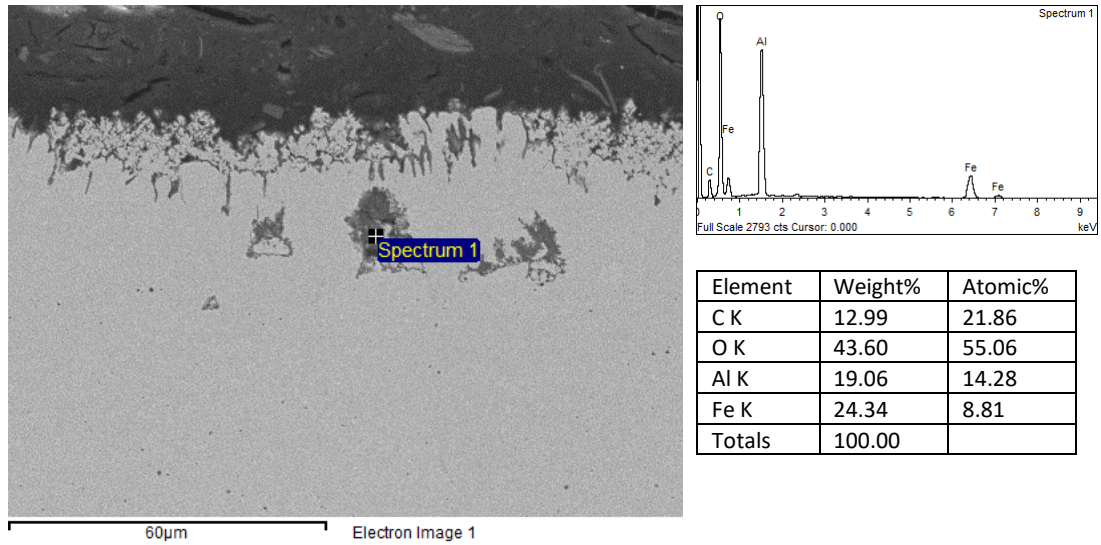 Spectrum 1
60µm
Electron Image 1
Spectrum 1
O
Al
Fe
C
Fe
Fe
0 1 2 3 4 5 6 7 8 9
Full Scale 2793 cts Cursor: 0.000
keV
Element Weight% Atomic%
C K 12.99 21.86
O K 43.60 55.06
Al K 19.06 14.28
Fe K 24.34 8.81
Totals 100.00